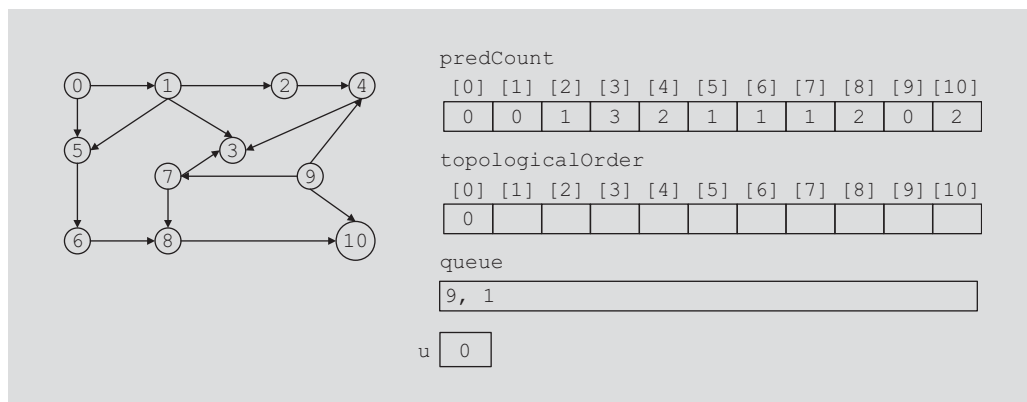 0 1 2 4
5 3
7 9
6 8 10
predCount
[0] [1] [2] [3] [4] [5] [6] [7] [8] [9] [10]
0 0 1 3 2 1 1 1 2 0 2
topologicalOrder
[0] [1] [2] [3] [4] [5] [6] [7] [8] [9] [10]
0
queue
9, 1
u 0